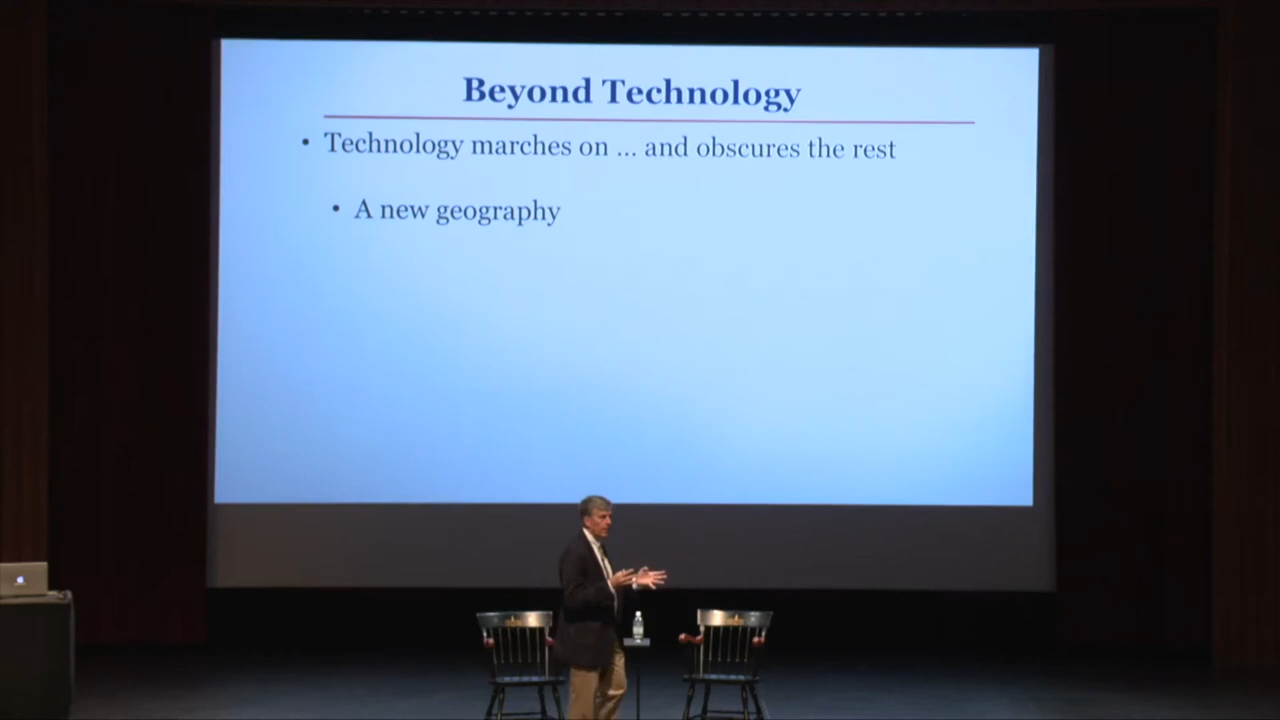 Beyond Technology
• Technology marches on ... and obscures the rest
• A new geography